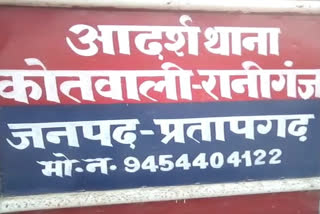 आदर्श थाना
कोतवाली-रानीगंज
जनपद-प्रतापगढ़
मो-न. 9454404122